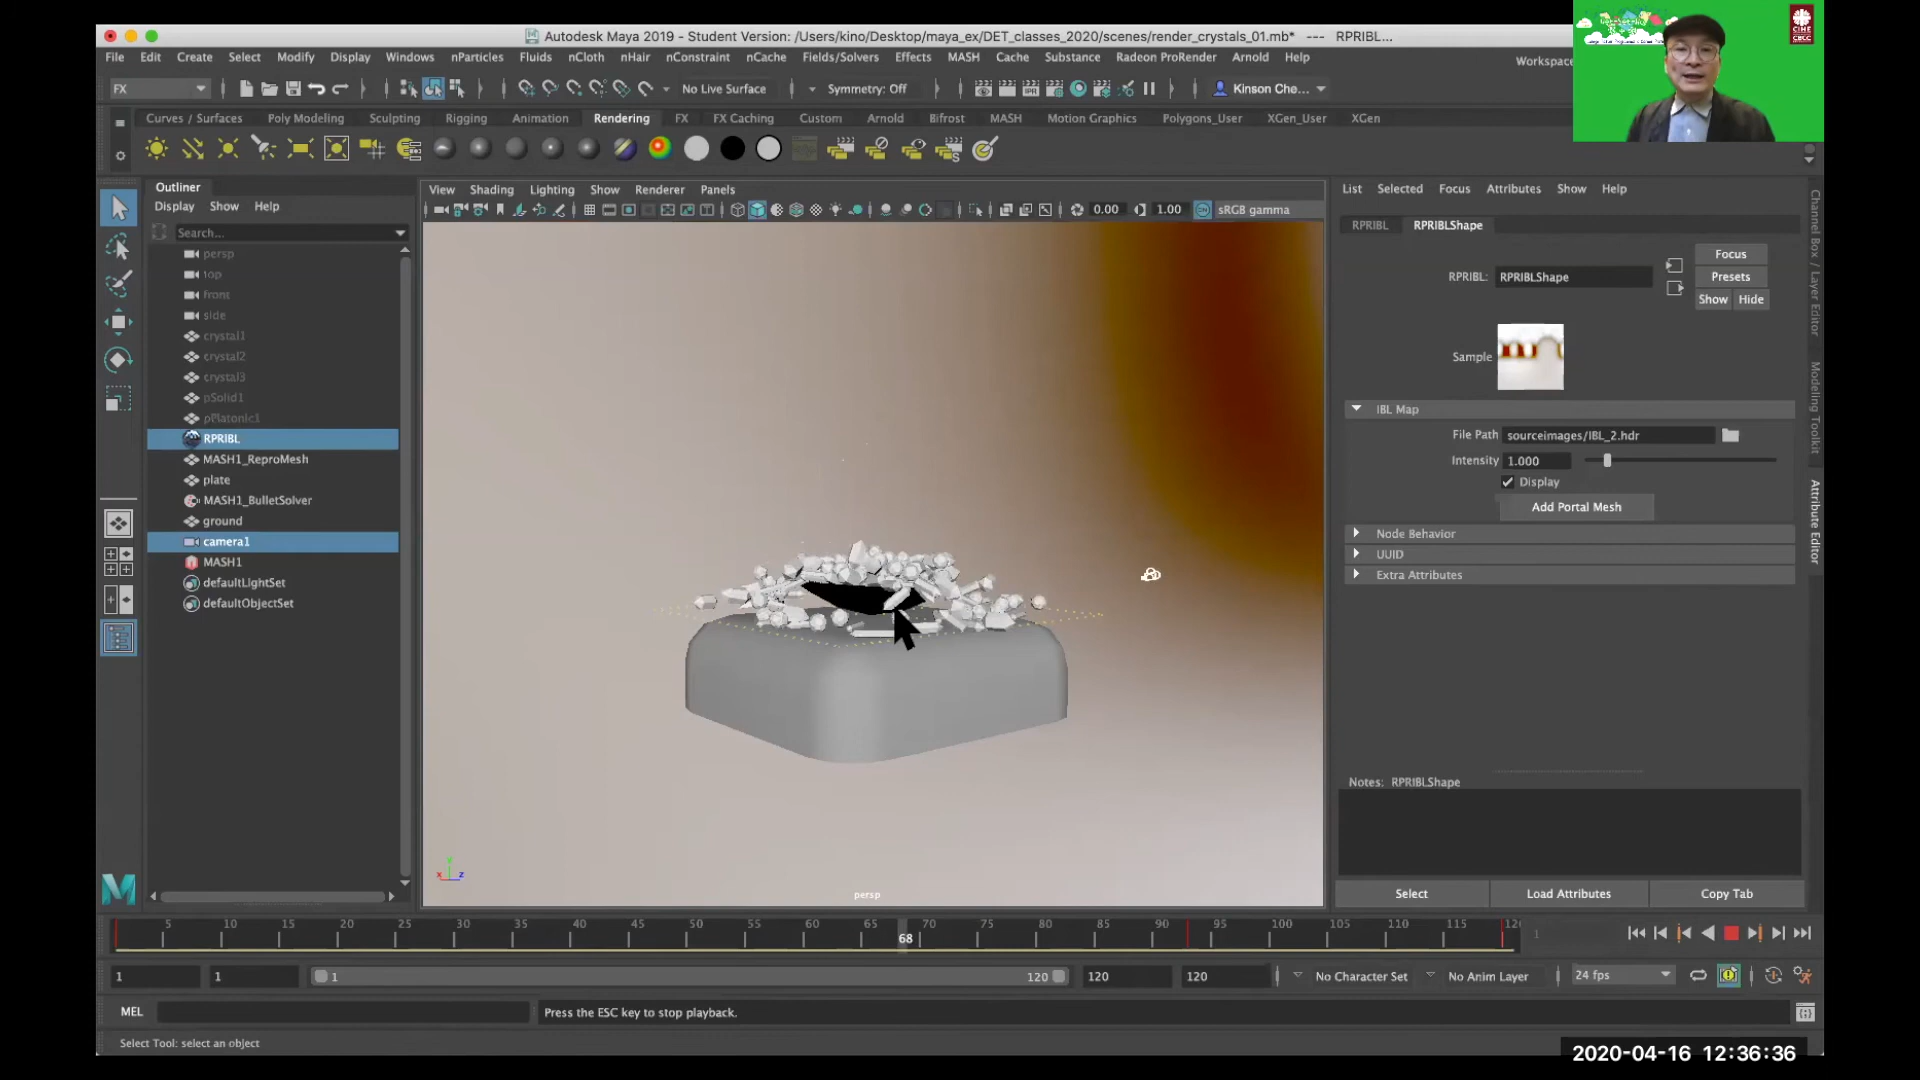 Autodesk Maya 2019 - Student Version: /Users/kino/Desktop/maya_ex/DET_classes_2020/scenes/render_crystals_01.mb* --- RPRIBL...
File Edit Create Select Modify Display Windows nParticles Fluids nCloth nHair nConstraint nCache Fields/Solvers Effects MASH Cache Substance Radeon ProRender Arnold Help
Workspace
FX No Live Surface Symmetry: Off Kinson Che...
Curves / Surfaces Poly Modeling Sculpting Rigging Animation Rendering FX FX Caching Custom Arnold Bifrost MASH Motion Graphics Polygons_User XGen_User XGen
Outliner
Display Show Help
Search...
persp
top
front
side
crystal1
crystal2
crystal3
pSolid1
pPlatonic1
RPRIBL
MASH1_ReproMesh
plate
MASH1_BulletSolver
ground
camera1
MASH1
defaultLightSet
defaultObjectSet
View Shading Lighting Show Renderer Panels
0.00 1.00 sRGB gamma
persp
List Selected Focus Attributes Show Help
RPRIBL RPRIBLShape
Focus
RPRIBL: RPRIBLShape Presets
Show Hide
Sample
IBL Map
File Path sourceimages/IBL_2.hdr
Intensity 1.000
Display
Add Portal Mesh
Node Behavior
UUID
Extra Attributes
Notes: RPRIBLShape
Select Load Attributes Copy Tab
Channel Box / Layer Editor
Modeling Toolkit
Attribute Editor
5 10 15 20 25 30 35 40 45 50 55 60 65 70 75 80 85 90 95 100 105 110 115 120
68
1
1 1 1 120 120 120 No Character Set No Anim Layer 24 fps
MEL Press the ESC key to stop playback.
Select Tool: select an object
2020-04-16 12:36:36